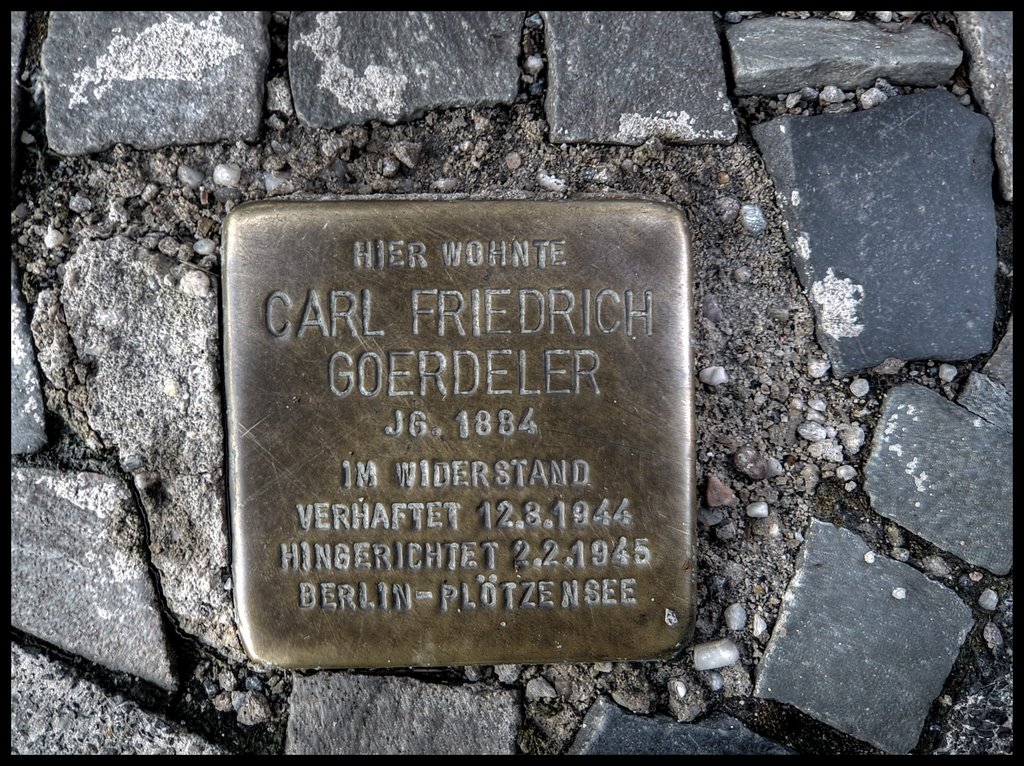 HIER WOHNTE
CARL FRIEDRICH
GOERDELER
JG. 1884
IM WIDERSTAND
VERHAFTET 12.8.1944
HINGERICHTET 2.2.1945
BERLIN-PLÖTZENSEE